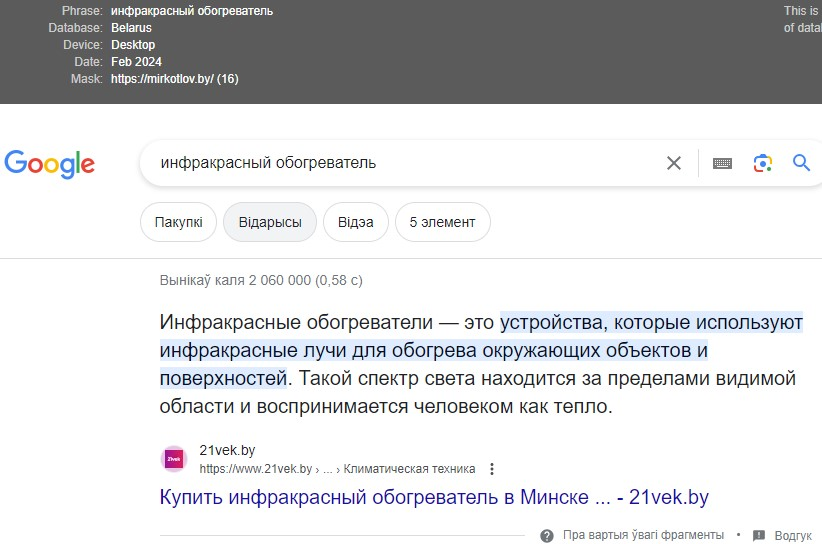 Phrase: инфракрасный обогреватель
This is
Database: Belarus
of data
Device: Desktop
Date: Feb 2024
Mask: https://mirkotlov.by/ (16)
Google
инфракрасный обогреватель
Пакупкі Відарысы Відэа 5 элемент
Вынікаў каля 2 060 000 (0,58 с)
Инфракрасные обогреватели — это устройства, которые используют
инфракрасные лучи для обогрева окружающих объектов и
поверхностей. Такой спектр света находится за пределами видимой
области и воспринимается человеком как тепло.
21vek.by
https://www.21vek.by › ... › Климатическая техника
Купить инфракрасный обогреватель в Минске ... - 21vek.by
Пра вартыя ўвагі фрагменты • Водгук